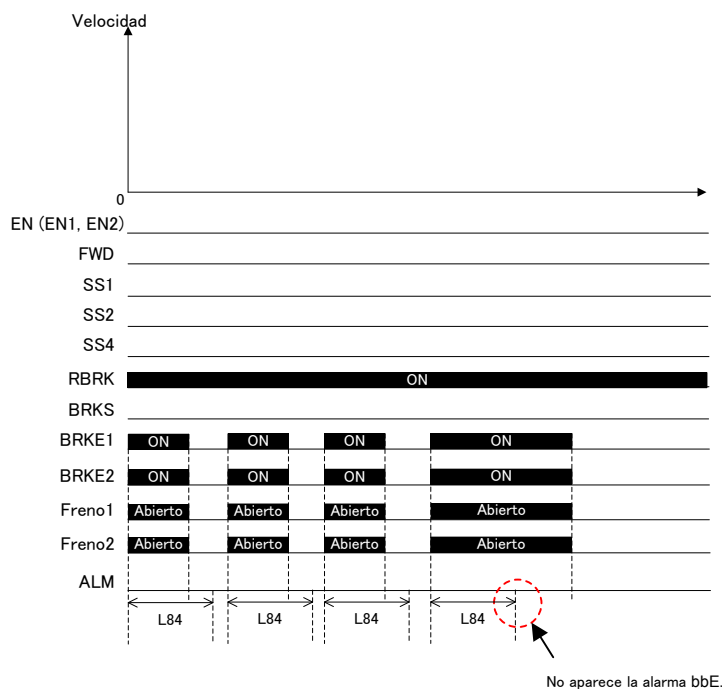 Velocidad
0
EN (EN1, EN2)
FWD
SS1
SS2
SS4
RBRK ON
BRKS
BRKE1 ON ON ON ON
BRKE2 ON ON ON ON
Freno1 Abierto Abierto Abierto Abierto
Freno2 Abierto Abierto Abierto Abierto
ALM
L84 L84 L84 L84
No aparece la alarma bbE.